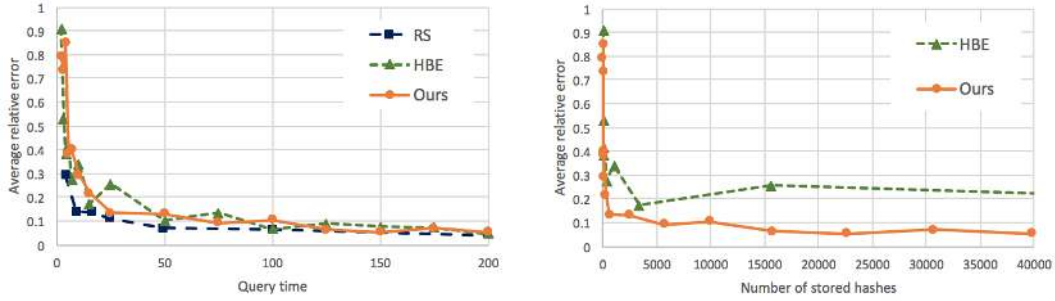 1
0.9
0.8
0.7
0.6
0.5
0.4
0.3
0.2
0.1
0
Average relative error
RS
HBE
Ours
0 50 100 150 200
Query time
1
0.9
0.8
0.7
0.6
0.5
0.4
0.3
0.2
0.1
0
Average relative error
HBE
Ours
0 5000 10000 15000 20000 25000 30000 35000 40000
Number of stored hashes